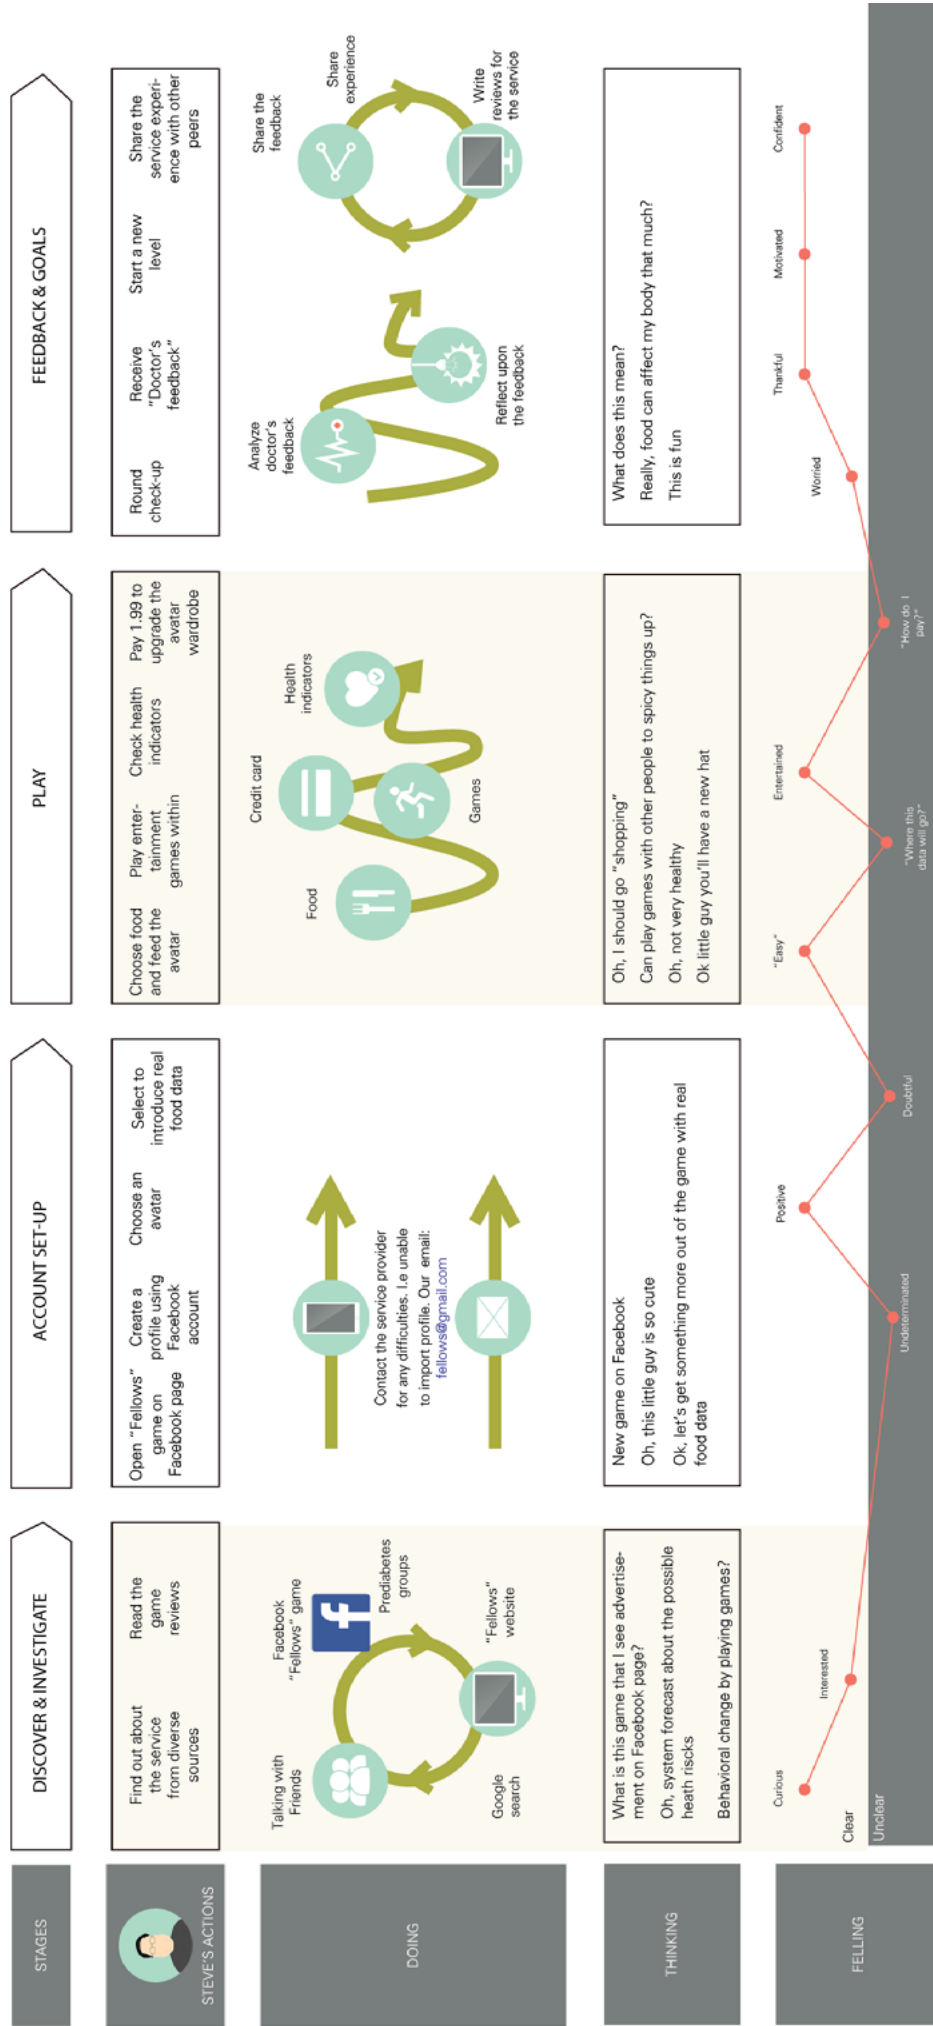 STAGES
DISCOVER & INVESTIGATE
ACCOUNT SET-UP
PLAY
FEEDBACK & GOALS
STEVE'S ACTIONS
Find out about
the service
from diverse
sources
Read the
game
reviews
Open "Fellows"
game on
Facebook page
Create a
profile using
Facebook
account
Choose an
avatar
Select to
introduce real
food data
Choose food
and feed the
avatar
Play enter-
tainment
games within
Check health
indicators
Pay 1.99 to
upgrade the
avatar
wardrobe
Round
check-up
Receive
"Doctor's
feedback"
Start a new
level
Share the
service experi-
ence with other
peers
DOING
Talking with
Friends
Facebook
"Fellows" game
f
Prediabetes
groups
"Fellows"
website
Google
search
Contact the service provider
for any difficulties. I.e unable
to import profile. Our email:
fellows@gmail.com
Food
Credit card
Games
Health
indicators
Analyze
doctor's
feedback
Reflect upon
the feedback
Share the
feedback
Share
experience
Write
reviews for
the service
THINKING
What is this game that I see advertise-
ment on Facebook page?
Oh, system forecast about the possible
heath riscks
Behavioral change by playing games?
New game on Facebook
Oh, this little guy is so cute
Ok, let's get something more out of the game with real
food data
Oh, I should go "shopping"
Can play games with other people to spicy things up?
Oh, not very healthy
Ok little guy you'll have a new hat
What does this mean?
Really, food can affect my body that much?
This is fun
FELLING
Clear
Unclear
Curious
Interested
Undeterminated
Positive
Doubtful
"Easy"
"Where this
data will go?"
Entertained
"How do I
pay?"
Worried
Thankful
Motivated
Confident